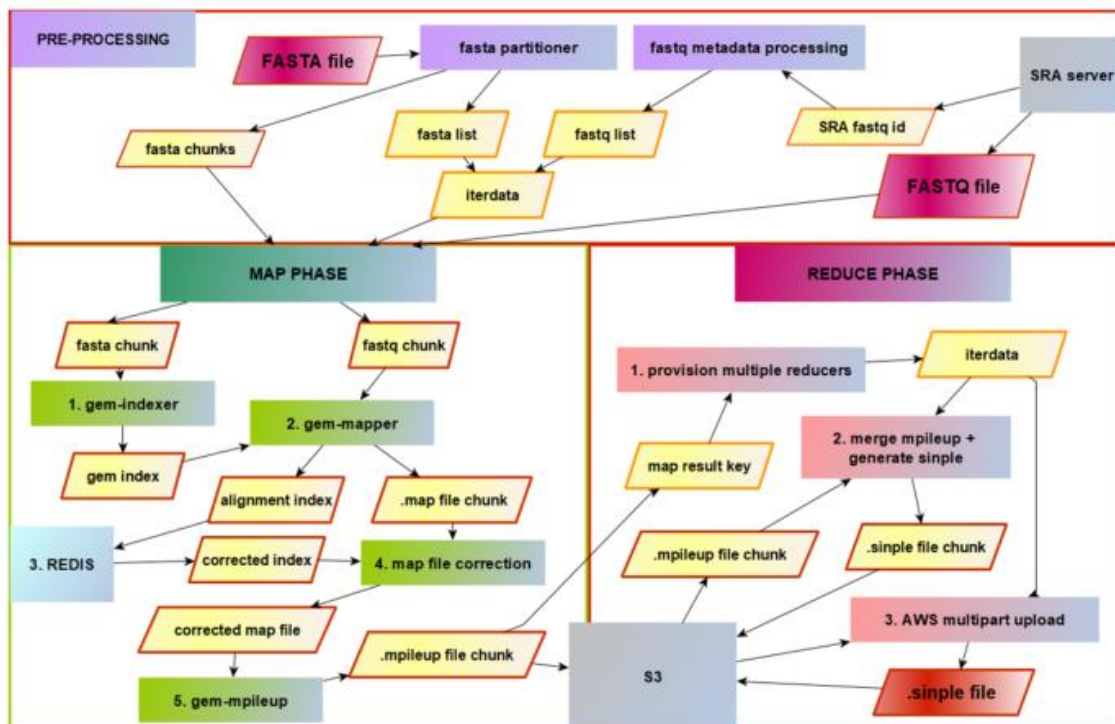 PRE-PROCESSING
FASTA file
fasta partitioner
fastq metadata processing
SRA server
fasta chunks
fasta list
fastq list
SRA fastq id
iterdata
FASTQ file
MAP PHASE
fasta chunk
fastq chunk
1. gem-indexer
2. gem-mapper
gem index
alignment index
.map file chunk
3. REDIS
corrected index
4. map file correction
corrected map file
.mpileup file chunk
5. gem-mpileup
REDUCE PHASE
1. provision multiple reducers
iterdata
map result key
2. merge mpileup +
generate sinple
.mpileup file chunk
.sinple file chunk
3. AWS multipart upload
S3
.sinple file